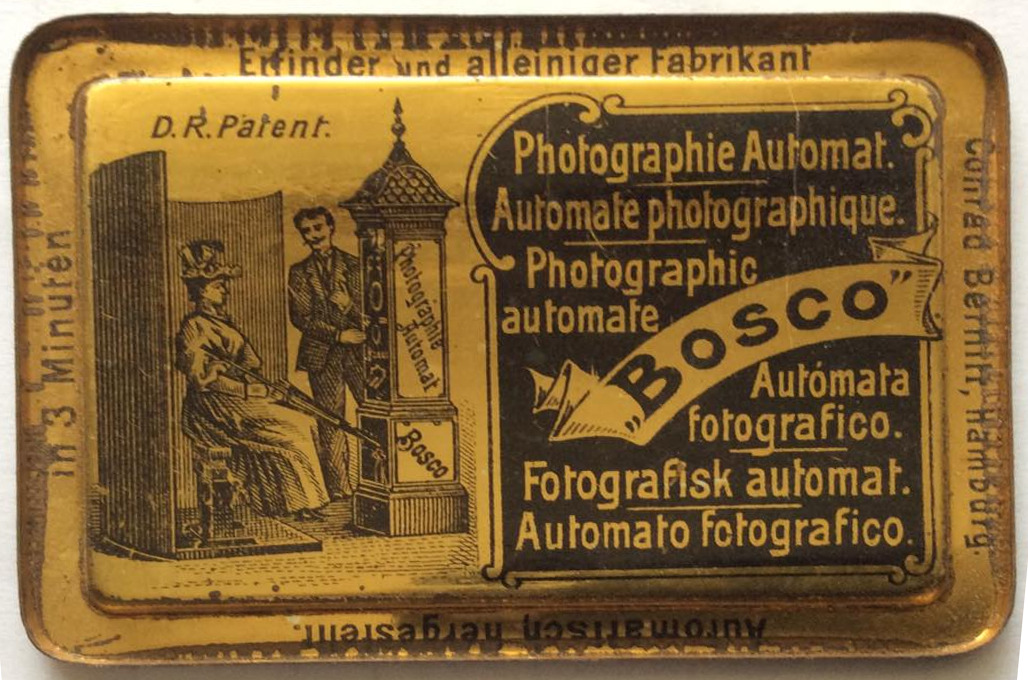 Erfinder und alleiniger Fabrikant
D. R. Patent.
Photographie Automat.
Automate photographique.
Photographic
automate
„BOSCO”
Autómata
fotografico.
Fotografisk automat.
Automato fotografico.
Photographie
Automat
Bosco
Conrad Bernitt, Hamburg.
Automatisch hergestellt.
in 3 Minuten